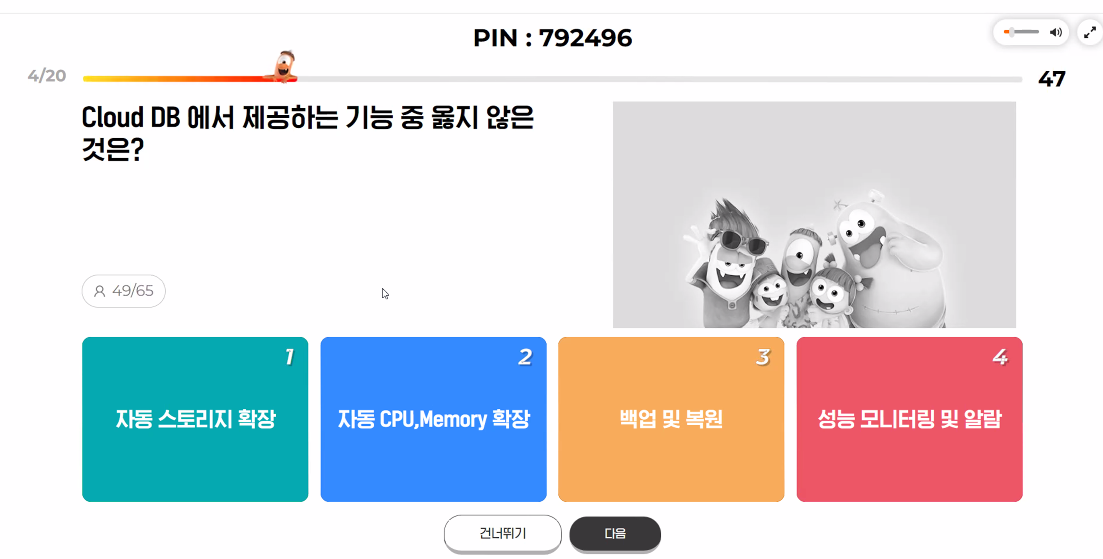 PIN : 792496
4/20
47
Cloud DB 에서 제공하는 기능 중 옳지 않은
것은?
49/65
1
자동 스토리지 확장
2
자동 CPU,Memory 확장
3
백업 및 복원
4
성능 모니터링 및 알람
건너뛰기
다음